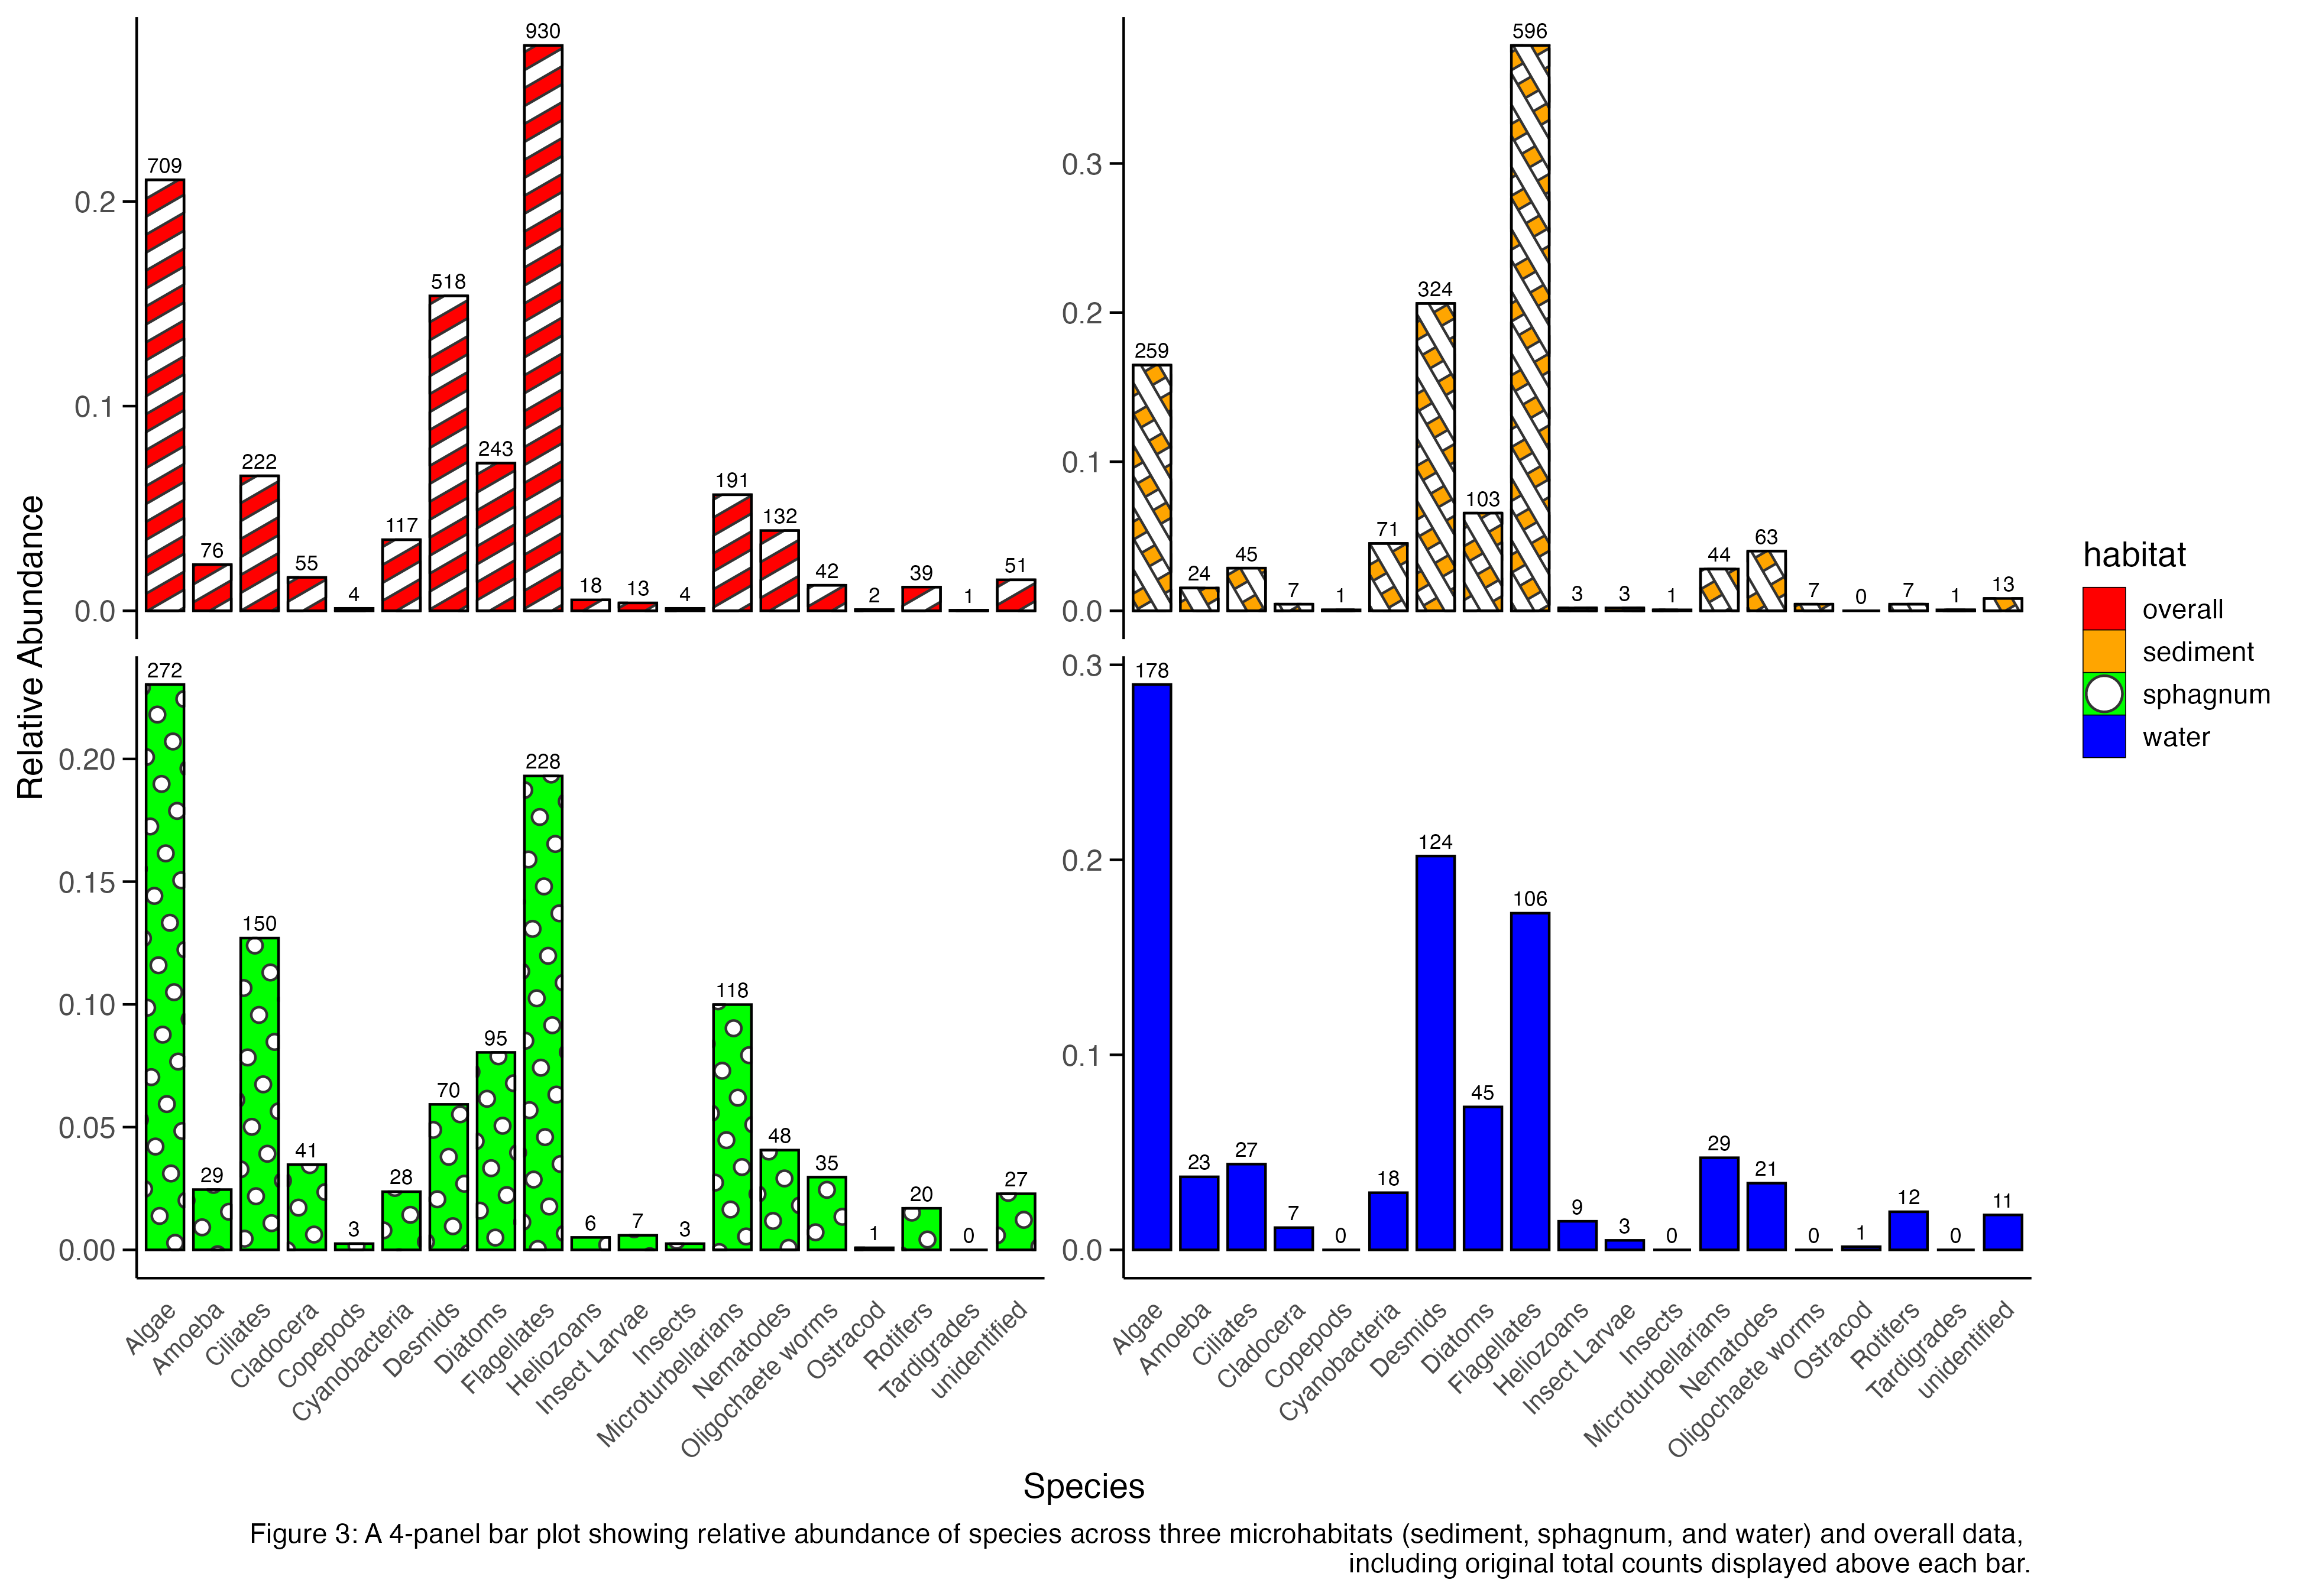 Relative Abundance
0.2
0.1
0.0
709
76
222
55
4
117
518
243
930
18
13
4
191
132
42
2
39
1
51
0.3
0.2
0.1
0.0
259
24
45
7
1
71
324
103
596
3
3
1
44
63
7
0
7
1
13
0.20
0.15
0.10
0.05
0.00
272
29
150
41
3
28
70
95
228
6
7
3
118
48
35
1
20
0
27
0.3
0.2
0.1
0.0
178
23
27
7
0
18
124
45
106
9
3
0
29
21
0
1
12
0
11
Algae
Amoeba
Ciliates
Cladocera
Copepods
Cyanobacteria
Desmids
Diatoms
Flagellates
Heliozoans
Insect Larvae
Insects
Microturbellarians
Nematodes
Oligochaete worms
Ostracod
Rotifers
Tardigrades
unidentified
Algae
Amoeba
Ciliates
Cladocera
Copepods
Cyanobacteria
Desmids
Diatoms
Flagellates
Heliozoans
Insect Larvae
Insects
Microturbellarians
Nematodes
Oligochaete worms
Ostracod
Rotifers
Tardigrades
unidentified
Species
habitat
overall
sediment
sphagnum
water
Figure 3: A 4-panel bar plot showing relative abundance of species across three microhabitats (sediment, sphagnum, and water) and overall data,
including original total counts displayed above each bar.